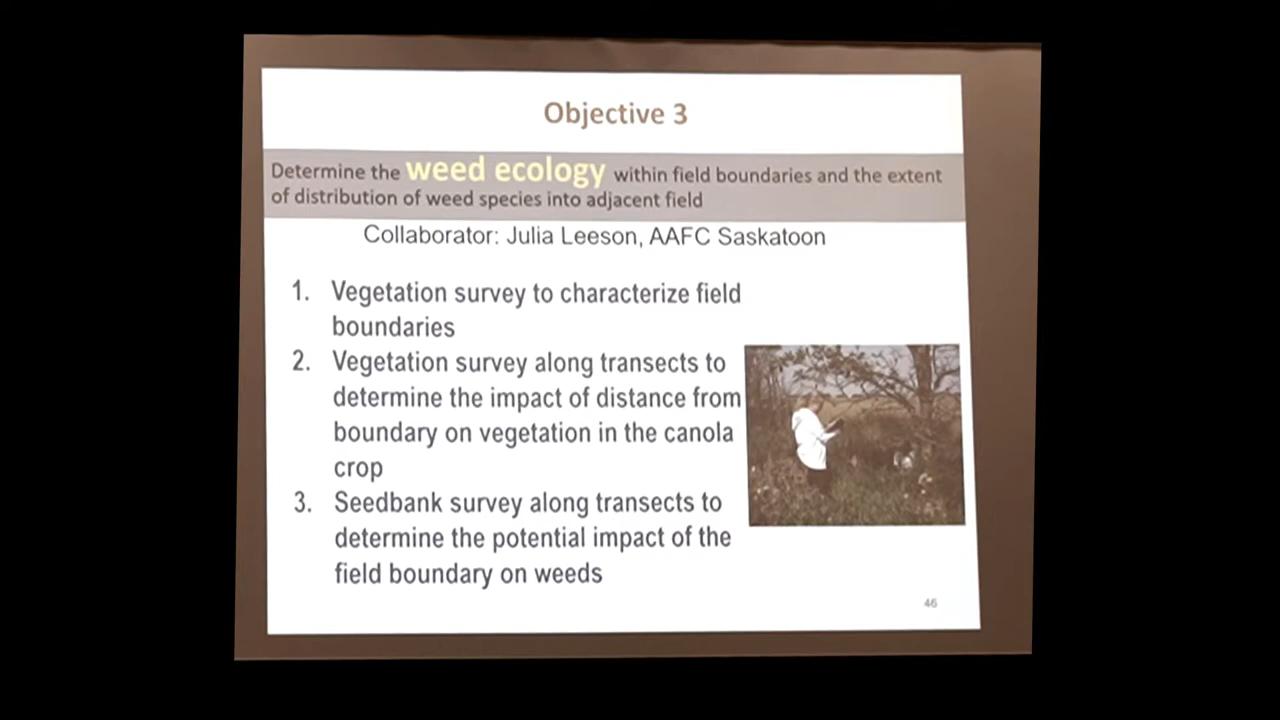 Objective 3
Determine the weed ecology within field boundaries and the extent
of distribution of weed species into adjacent field
Collaborator: Julia Leeson, AAFC Saskatoon
1. Vegetation survey to characterize field
boundaries
2. Vegetation survey along transects to
determine the impact of distance from
boundary on vegetation in the canola
crop
3. Seedbank survey along transects to
determine the potential impact of the
field boundary on weeds
46